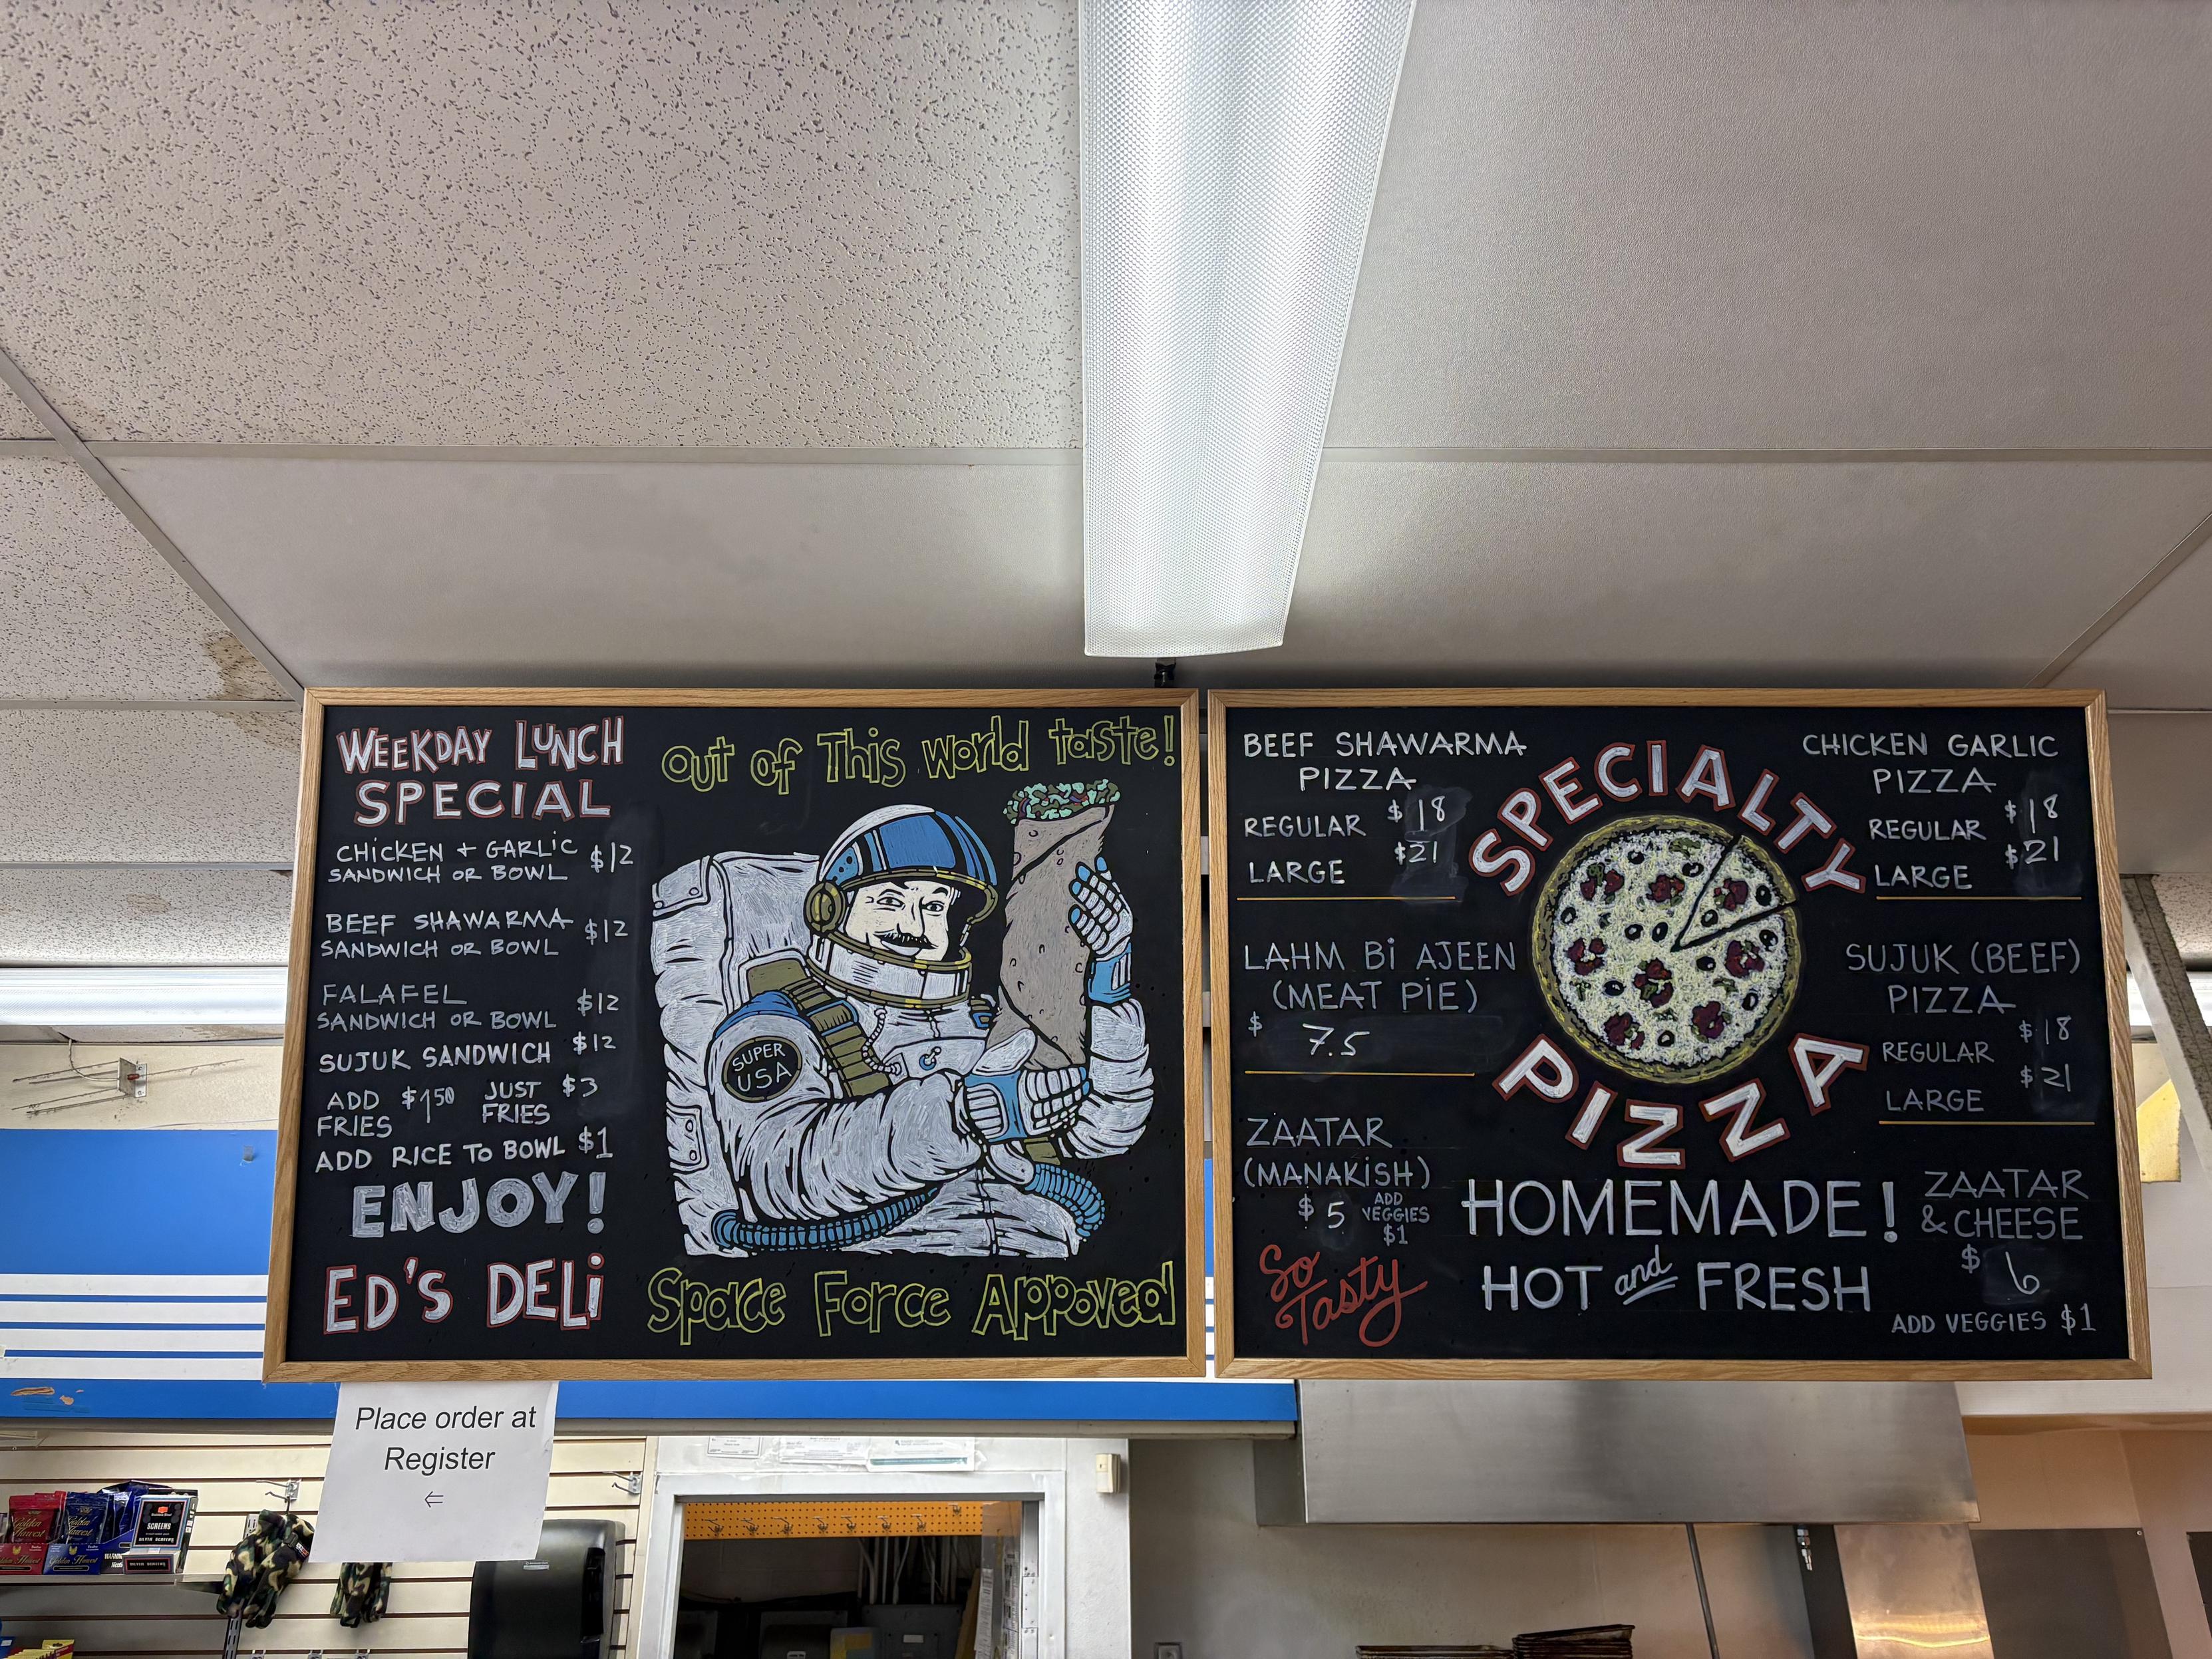 WEEKDAY LUNCH
SPECIAL
CHICKEN + GARLIC $12
SANDWICH OR BOWL
BEEF SHAWARMA $12
SANDWICH OR BOWL
FALAFEL $12
SANDWICH OR BOWL
SUJUK SANDWICH $12
ADD FRIES $1.50 JUST FRIES $3
ADD RICE TO BOWL $1
ENJOY!
ED'S DELi
Out of This world taste!
SUPER
USA
Space Force Appoved
BEEF SHAWARMA
PIZZA
REGULAR $18
LARGE $21
LAHM Bi AJEEN
(MEAT PiE)
$ 7.5
ZAATAR
(MANAKISH)
$ 5 ADD VEGGIES $1
So
Tasty
SPECIALTY
PIZZA
HOMEMADE!
HOT and FRESH
CHICKEN GARLIC
PIZZA
REGULAR $18
LARGE $21
SUJUK (BEEF)
PIZZA
REGULAR $18
LARGE $21
ZAATAR
& CHEESE
$ 6
ADD VEGGIES $1
Place order at
Register
⇐
Golden
Harvest
Golden
Harvest
SCREENS